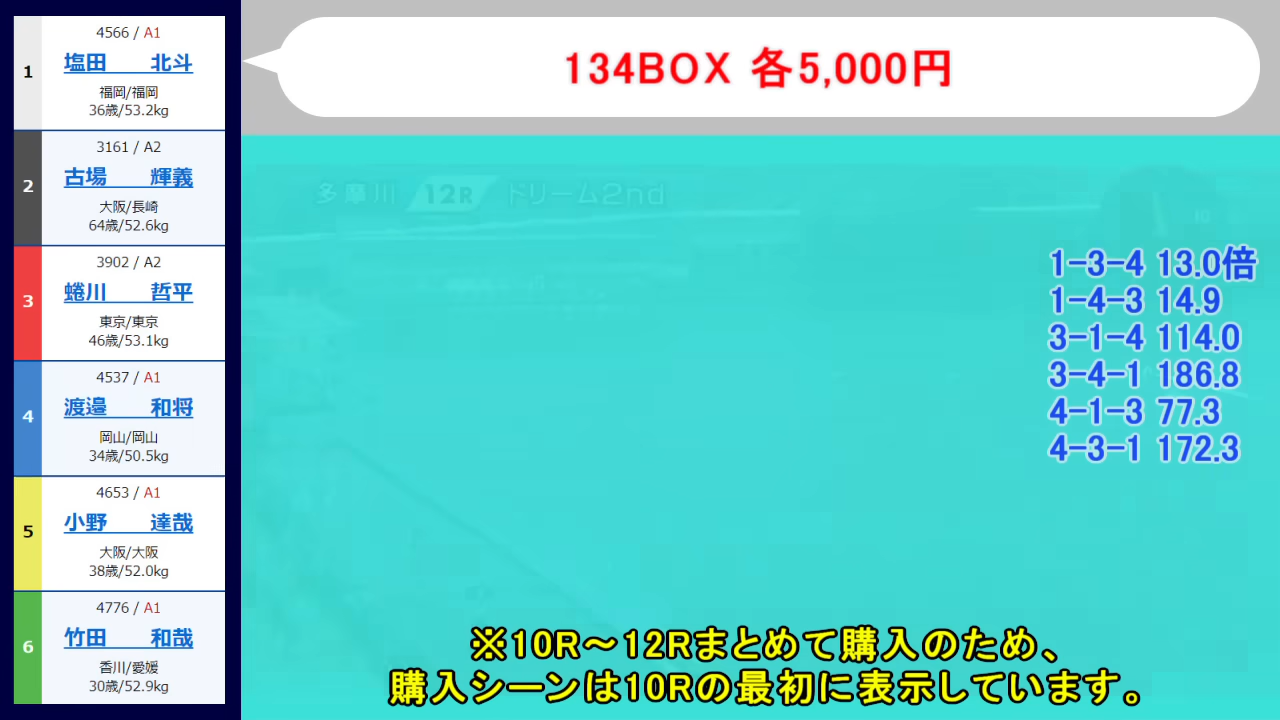 1
4566 / A1
塩田 北斗
福岡/福岡
36歳/53.2kg
2
3161 / A2
古場 輝義
大阪/長崎
64歳/52.6kg
3
3902 / A2
蜷川 哲平
東京/東京
46歳/53.1kg
4
4537 / A1
渡邉 和将
岡山/岡山
34歳/50.5kg
5
4653 / A1
小野 達哉
大阪/大阪
38歳/52.0kg
6
4776 / A1
竹田 和哉
香川/愛媛
30歳/52.9kg
134BOX 各5,000円
多摩川 12R ドリーム2nd
10
1-3-4 13.0倍
1-4-3 14.9
3-1-4 114.0
3-4-1 186.8
4-1-3 77.3
4-3-1 172.3
※10R～12Rまとめて購入のため、
購入シーンは10Rの最初に表示しています。